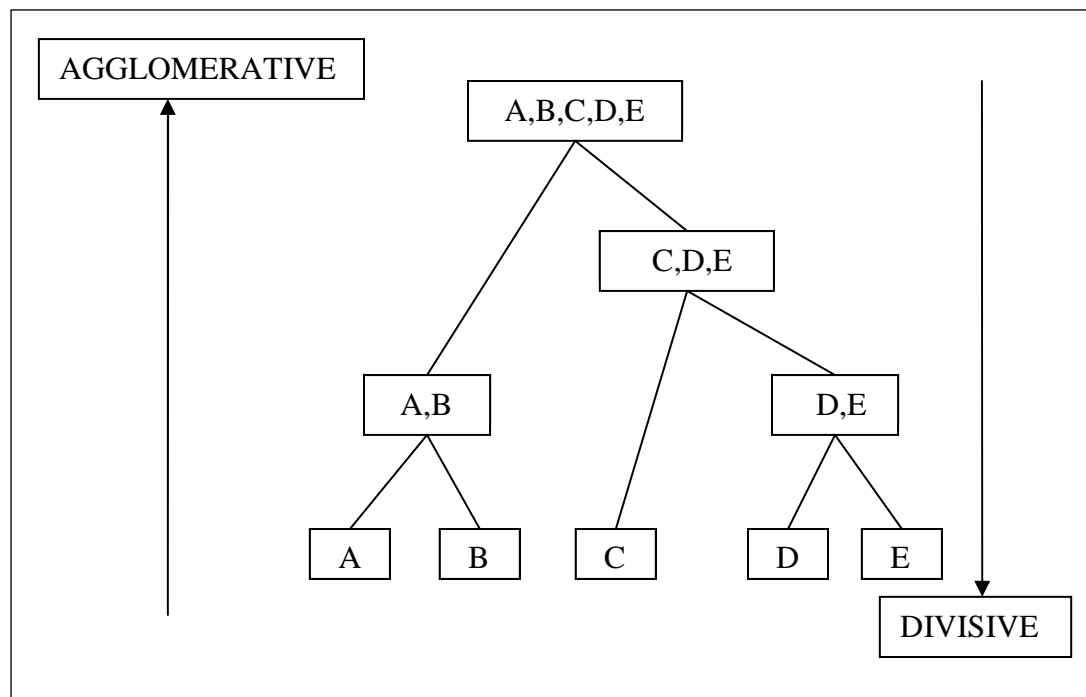 AGGLOMERATIVE
A,B,C,D,E
C,D,E
A,B
D,E
A
B
C
D
E
DIVISIVE